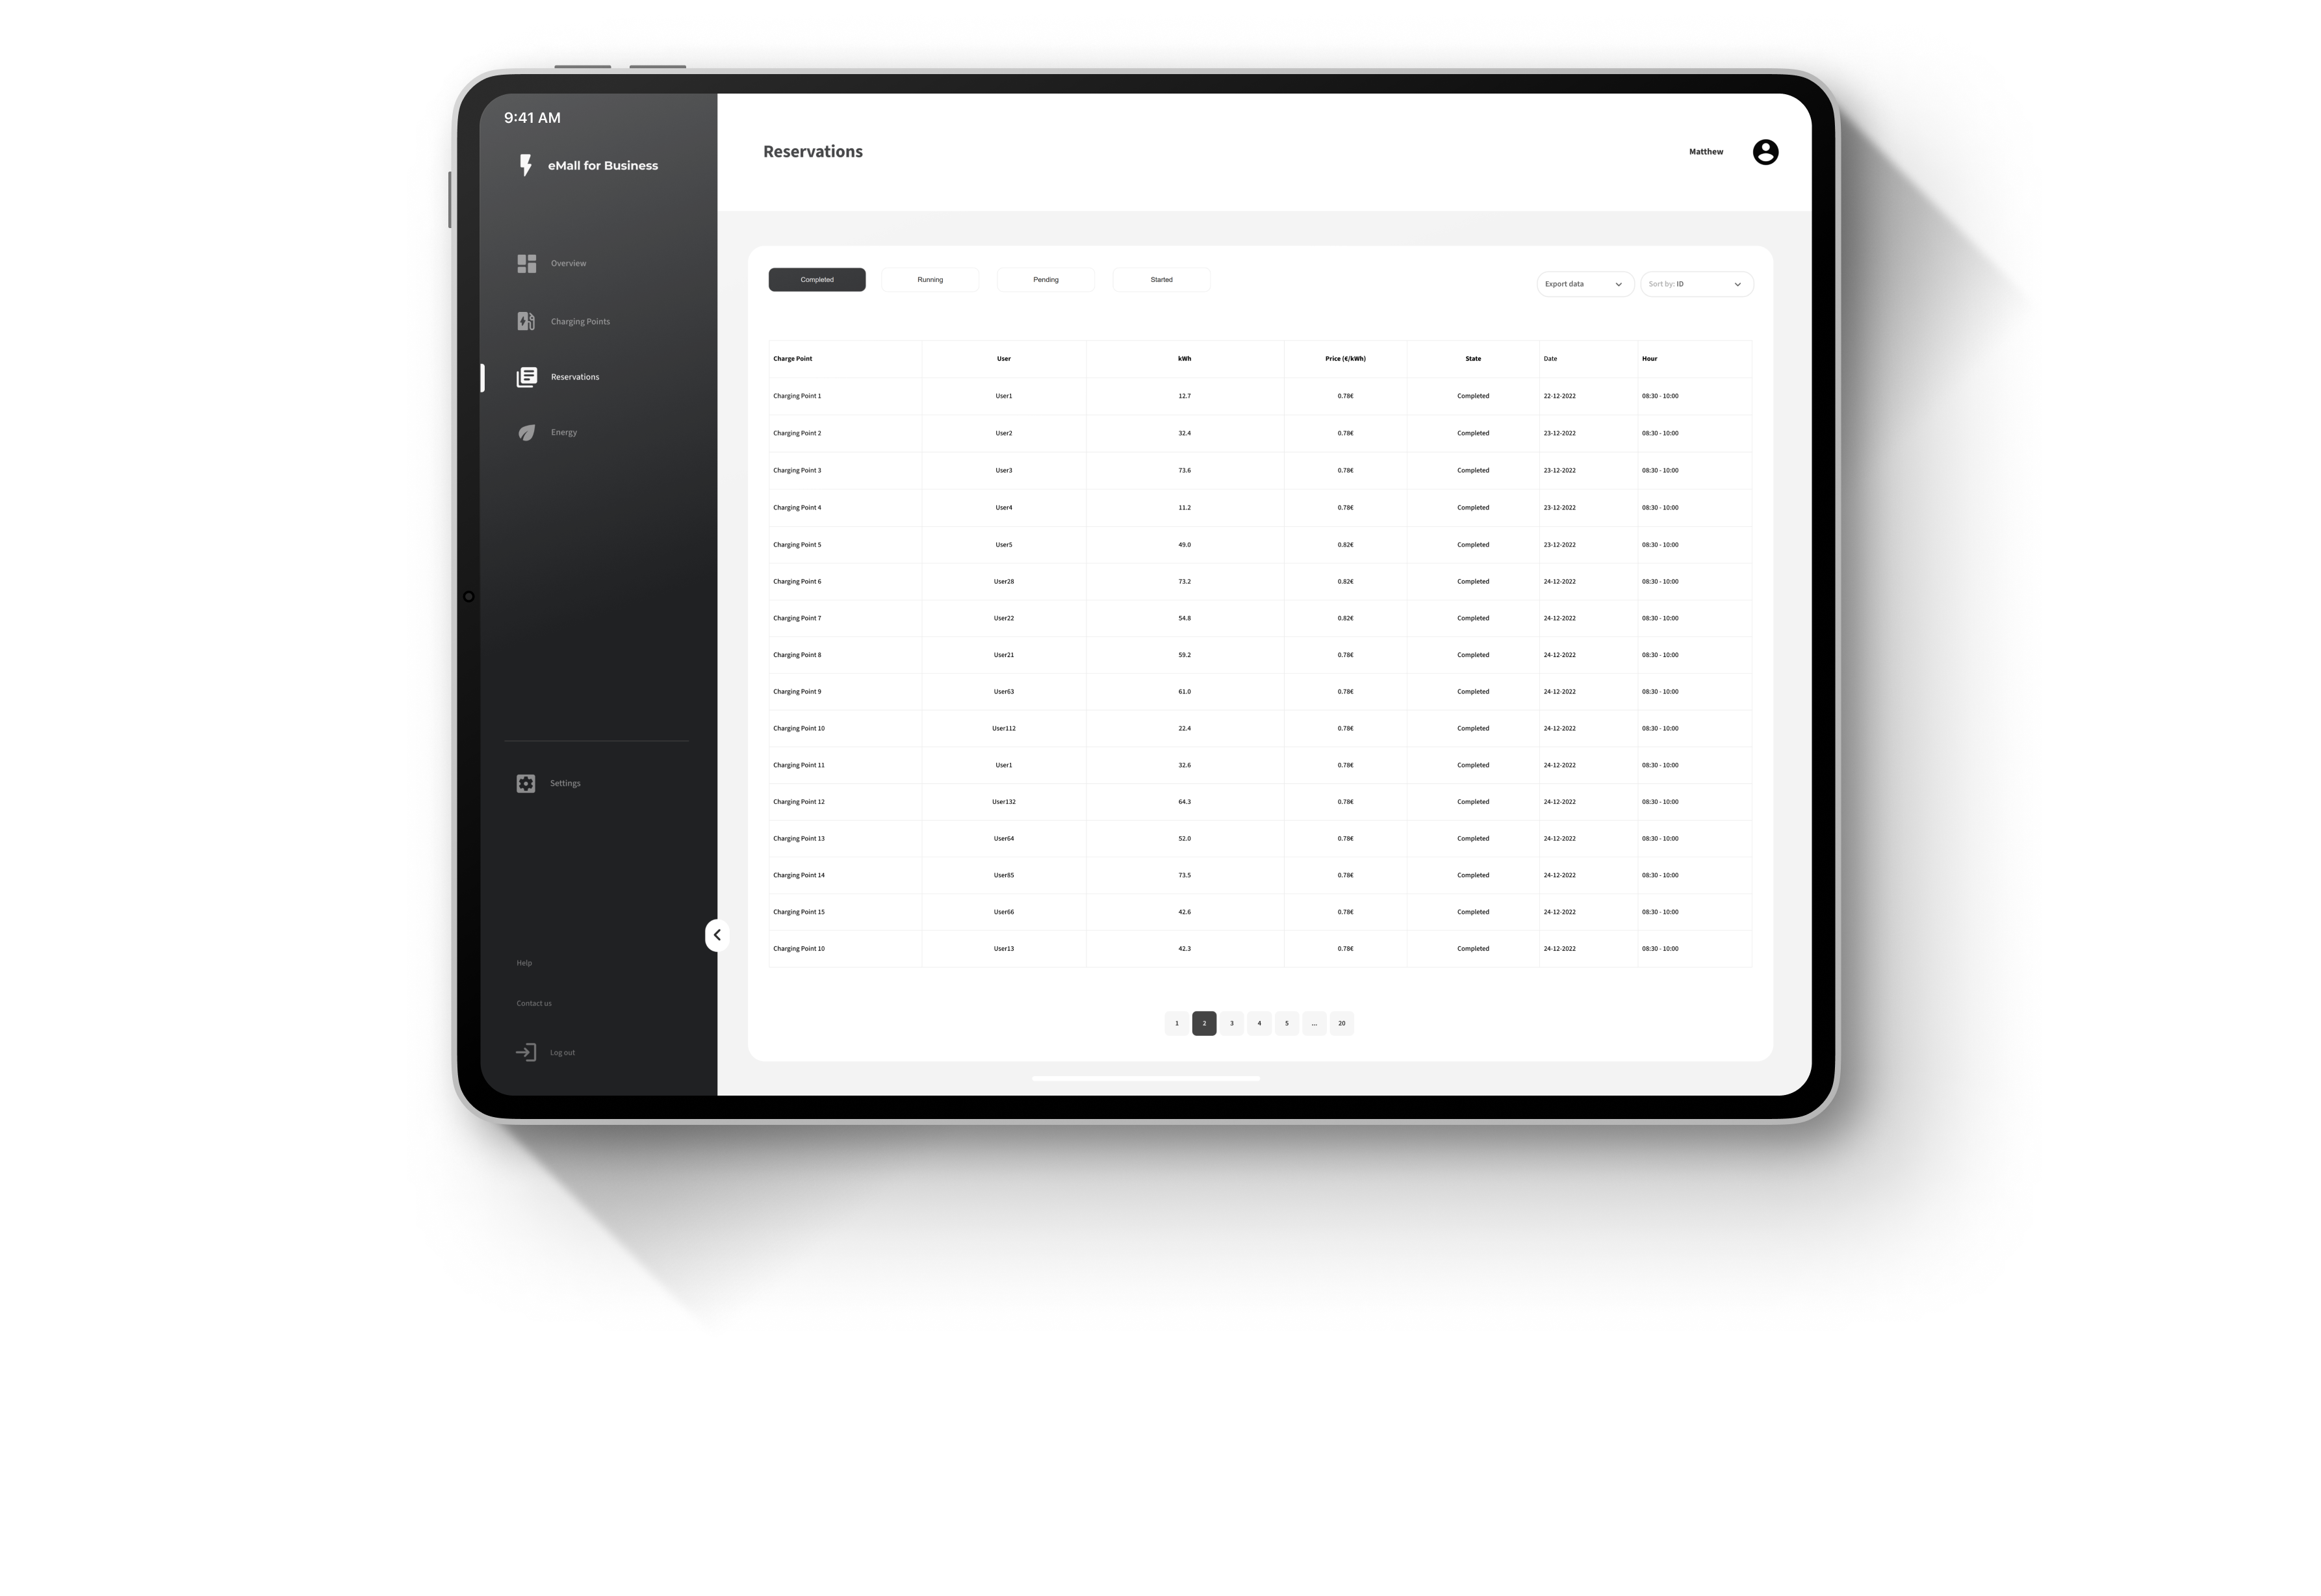 9:41 AM
eMall for Business
Overview
Charging Points
Reservations
Energy
Settings
Help
Contact us
Log out
Reservations
Matthew
Completed Running Pending Started
Export data Sort by: ID
Charge Point User kWh Price (€/kWh) State Date Hour
Charging Point 1 User1 12.7 0.78€ Completed 22-12-2022 08:30 - 10:00
Charging Point 2 User2 32.4 0.78€ Completed 23-12-2022 08:30 - 10:00
Charging Point 3 User3 73.6 0.78€ Completed 23-12-2022 08:30 - 10:00
Charging Point 4 User4 11.2 0.78€ Completed 23-12-2022 08:30 - 10:00
Charging Point 5 User5 49.0 0.82€ Completed 23-12-2022 08:30 - 10:00
Charging Point 6 User28 73.2 0.82€ Completed 24-12-2022 08:30 - 10:00
Charging Point 7 User22 54.8 0.82€ Completed 24-12-2022 08:30 - 10:00
Charging Point 8 User21 59.2 0.78€ Completed 24-12-2022 08:30 - 10:00
Charging Point 9 User63 61.0 0.78€ Completed 24-12-2022 08:30 - 10:00
Charging Point 10 User112 22.4 0.78€ Completed 24-12-2022 08:30 - 10:00
Charging Point 11 User1 32.6 0.78€ Completed 24-12-2022 08:30 - 10:00
Charging Point 12 User132 64.3 0.78€ Completed 24-12-2022 08:30 - 10:00
Charging Point 13 User64 52.0 0.78€ Completed 24-12-2022 08:30 - 10:00
Charging Point 14 User85 73.5 0.78€ Completed 24-12-2022 08:30 - 10:00
Charging Point 15 User66 42.6 0.78€ Completed 24-12-2022 08:30 - 10:00
Charging Point 10 User13 42.3 0.78€ Completed 24-12-2022 08:30 - 10:00
1 2 3 4 5 ... 20